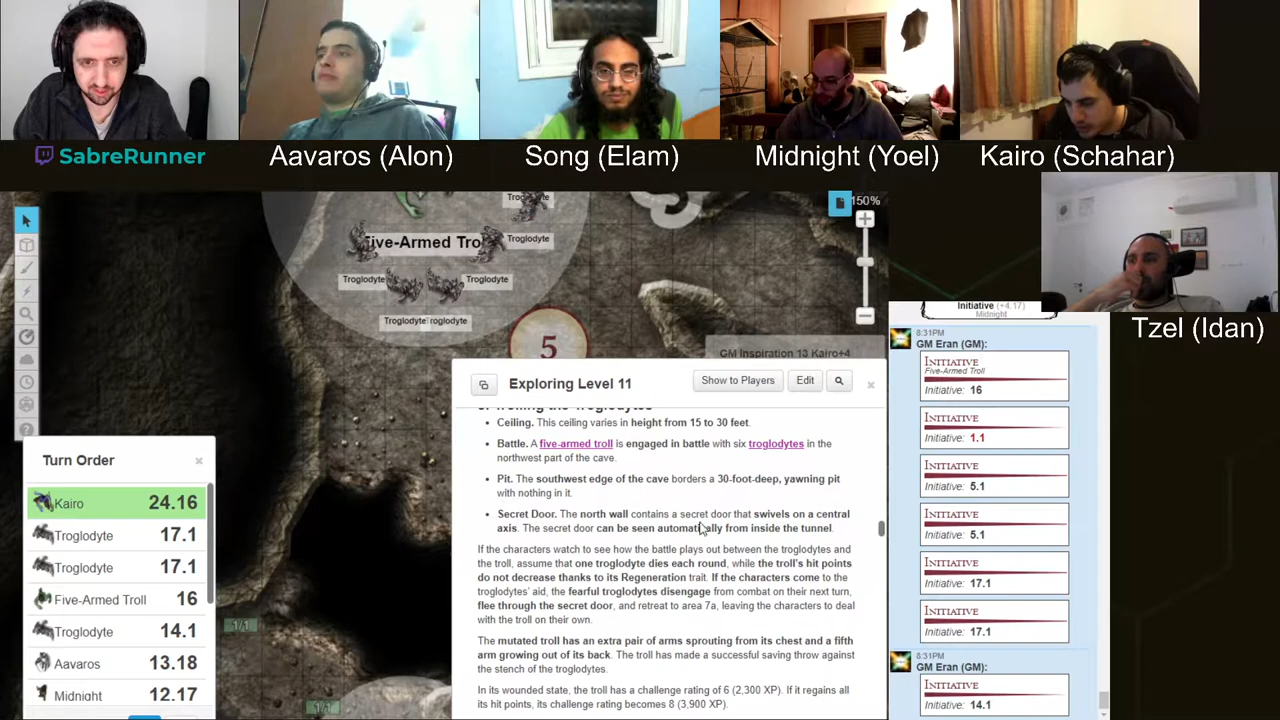 SabreRunner
Aavaros (Alon)
Song (Elam)
Midnight (Yoel)
Kairo (Schahar)
Tzel (Idan)
150%
Troglodyte
Five-Armed Tro
Troglodyte
Troglodyte
Troglodyte
Troglodyte
5
GM Inspiration 13 Kairo+4
Exploring Level 11
Show to Players
Edit
• Ceiling. This ceiling varies in height from 15 to 30 feet.
• Battle. A five-armed troll is engaged in battle with six troglodytes in the
northwest part of the cave.
• Pit. The southwest edge of the cave borders a 30-foot-deep, yawning pit
with nothing in it.
• Secret Door. The north wall contains a secret door that swivels on a central
axis. The secret door can be seen automatically from inside the tunnel.
If the characters watch to see how the battle plays out between the troglodytes and
the troll, assume that one troglodyte dies each round, while the troll's hit points
do not decrease thanks to its Regeneration trait. If the characters come to the
troglodytes' aid, the fearful troglodytes disengage from combat on their next turn,
flee through the secret door, and retreat to area 7a, leaving the characters to deal
with the troll on their own.
The mutated troll has an extra pair of arms sprouting from its chest and a fifth
arm growing out of its back. The troll has made a successful saving throw against
the stench of the troglodytes.
In its wounded state, the troll has a challenge rating of 6 (2,300 XP). If it regains all
its hit points, its challenge rating becomes 8 (3,900 XP).
Turn Order
Kairo 24.16
Troglodyte 17.1
Troglodyte 17.1
Five-Armed Troll 16
Troglodyte 14.1
Aavaros 13.18
Midnight 12.17
1/1
1/1
Initiative (+4.17)
Midnight
8:31PM
GM Eran (GM):
INITIATIVE
Five-Armed Troll
Initiative: 16
INITIATIVE
Initiative: 1.1
INITIATIVE
Initiative: 5.1
INITIATIVE
Initiative: 5.1
INITIATIVE
Initiative: 17.1
INITIATIVE
Initiative: 17.1
8:31PM
GM Eran (GM):
INITIATIVE
Initiative: 14.1